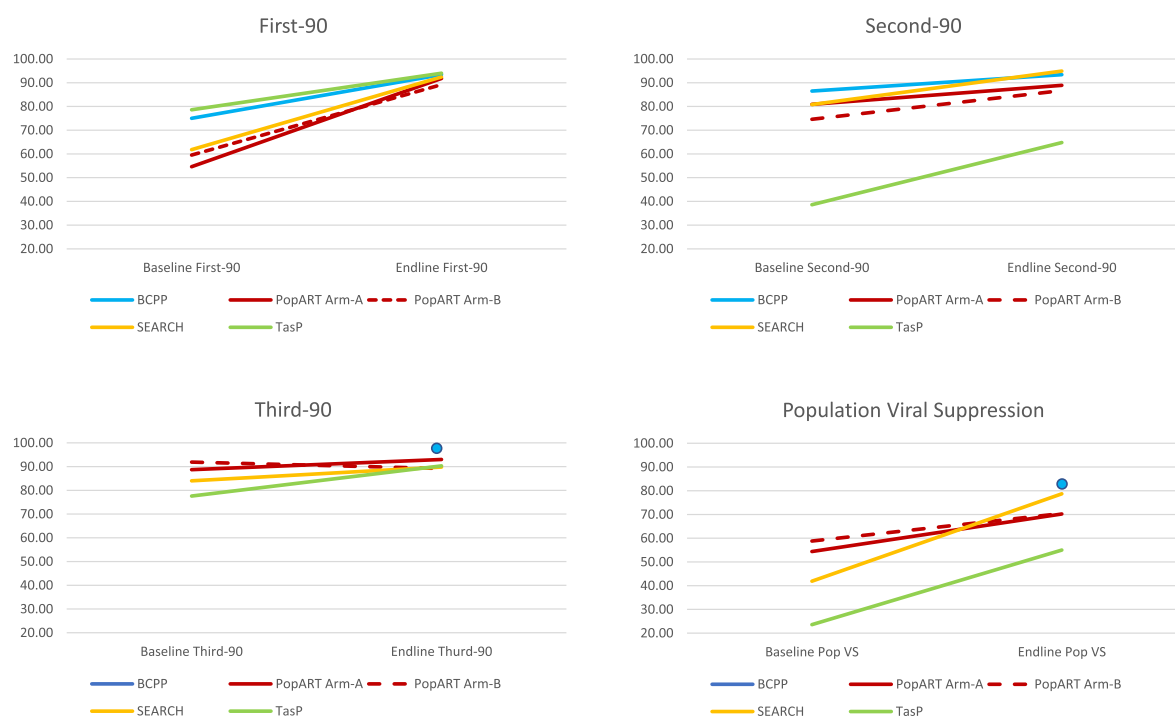 First-90
100.00
90.00
80.00
70.00
60.00
50.00
40.00
30.00
20.00
Baseline First-90 Endline First-90
BCPP PopART Arm-A PopART Arm-B
SEARCH TasP
Second-90
100.00
90.00
80.00
70.00
60.00
50.00
40.00
30.00
20.00
Baseline Second-90 Endline Second-90
BCPP PopART Arm-A PopART Arm-B
SEARCH TasP
Third-90
100.00
90.00
80.00
70.00
60.00
50.00
40.00
30.00
20.00
Baseline Third-90 Endline Thurd-90
BCPP PopART Arm-A PopART Arm-B
SEARCH TasP
Population Viral Suppression
100.00
90.00
80.00
70.00
60.00
50.00
40.00
30.00
20.00
Baseline Pop VS Endline Pop VS
BCPP PopART Arm-A PopART Arm-B
SEARCH TasP